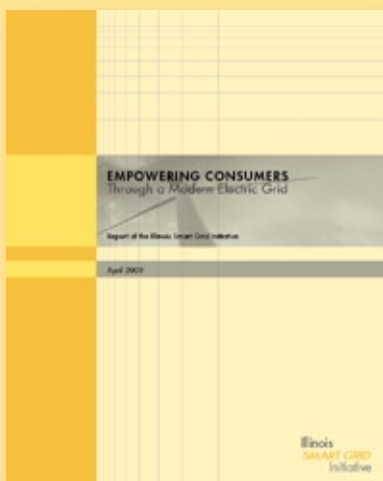 EMPOWERING CONSUMERS
Through a Modern Electric Grid
Report of the Illinois Smart Grid Initiative
April 2009
Illinois
SMART GRID
Initiative